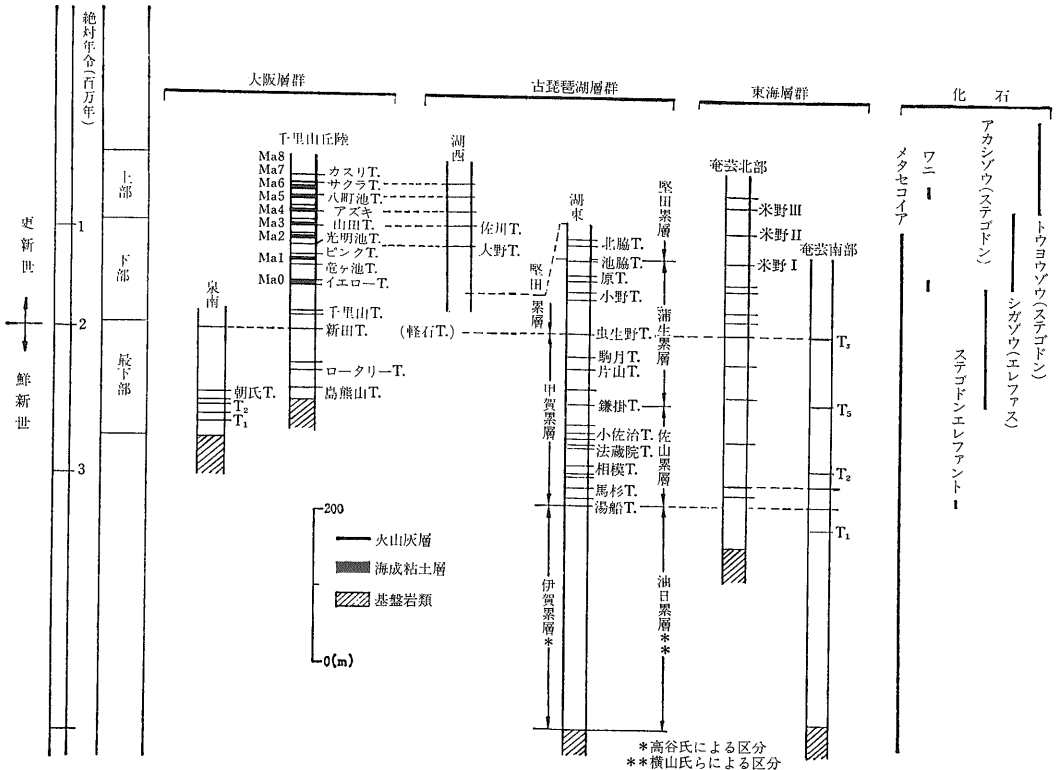 絶対年令(百万年)
更新世
鮮新世
1
2
3
上部
下部
最下部
大阪層群
千里山丘陵
Ma8
Ma7
Ma6
Ma5
Ma4
Ma3
Ma2
Ma1
Ma0
カスリT.
サクラT.
八町池T.
アズキ
山田T.
光明池T.
ピンクT.
竜ヶ池T.
イエローT.
千里山T.
新田T.
ロータリーT.
島熊山T.
泉南
朝氏T.
T₂
T₁
古琵琶湖層群
湖西
佐川T.
大野T.
(軽石T.)
湖東
堅田累層
甲賀累層
伊賀累層*
北脇T.
池脇T.
原T.
小野T.
虫生野T.
駒月T.
片山T.
鎌掛T.
小佐治T.
法蔵院T.
相模T.
馬杉T.
湯船T.
堅田累層
蒲生累層
佐山累層
油日累層**
東海層群
奄芸北部
米野III
米野II
米野I
奄芸南部
T₅
T₂
T₁
化石
メタセコイア
ワニ
ステゴドンエレファント
アカシゾウ(ステゴドン)
シガゾウ(エレファス)
トウヨウゾウ(ステゴドン)
200
0(m)
火山灰層
海成粘土層
基盤岩類
*高谷氏による区分
**横山氏らによる区分